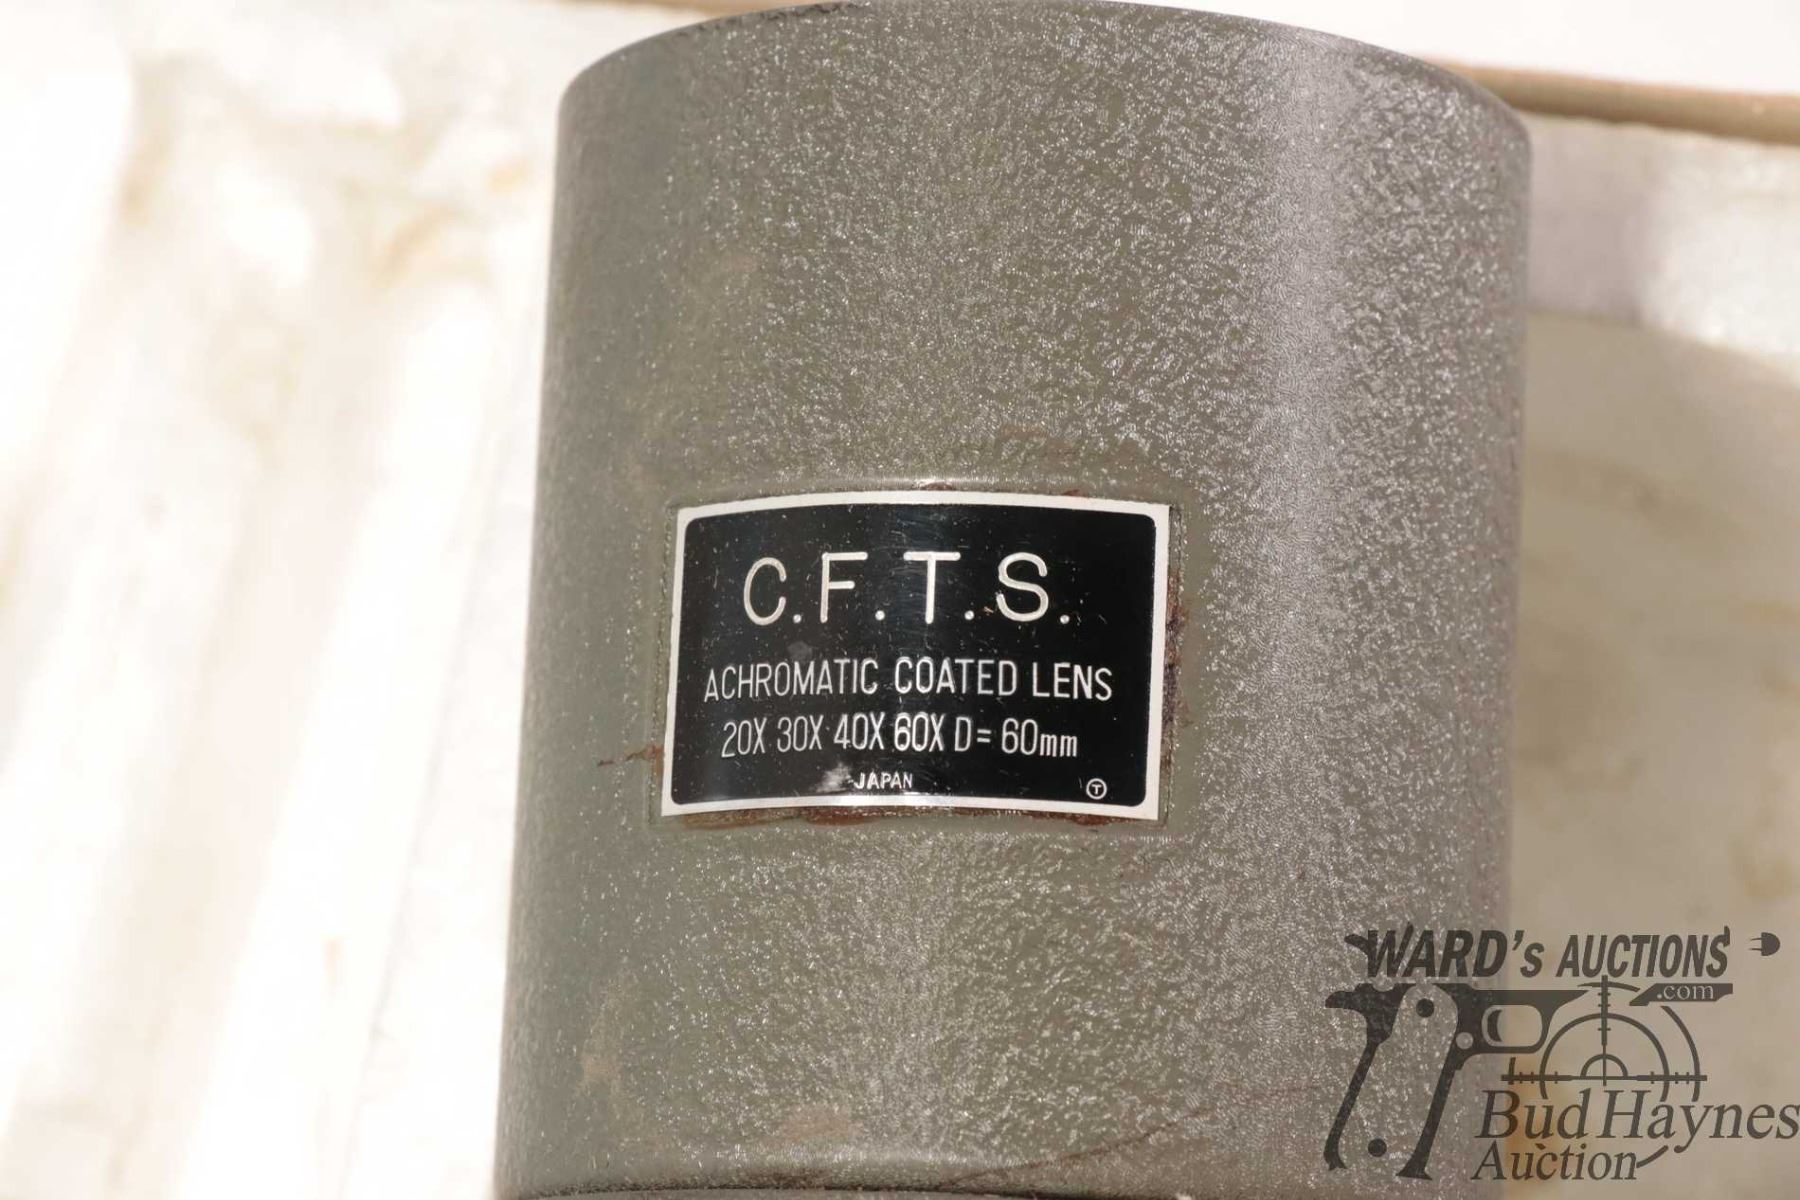 C.F.T.S.
ACHROMATIC COATED LENS
20X 30X 40X 60X D= 60mm
JAPAN
T
WARD's AUCTIONS
.com
Bud Haynes
Auction